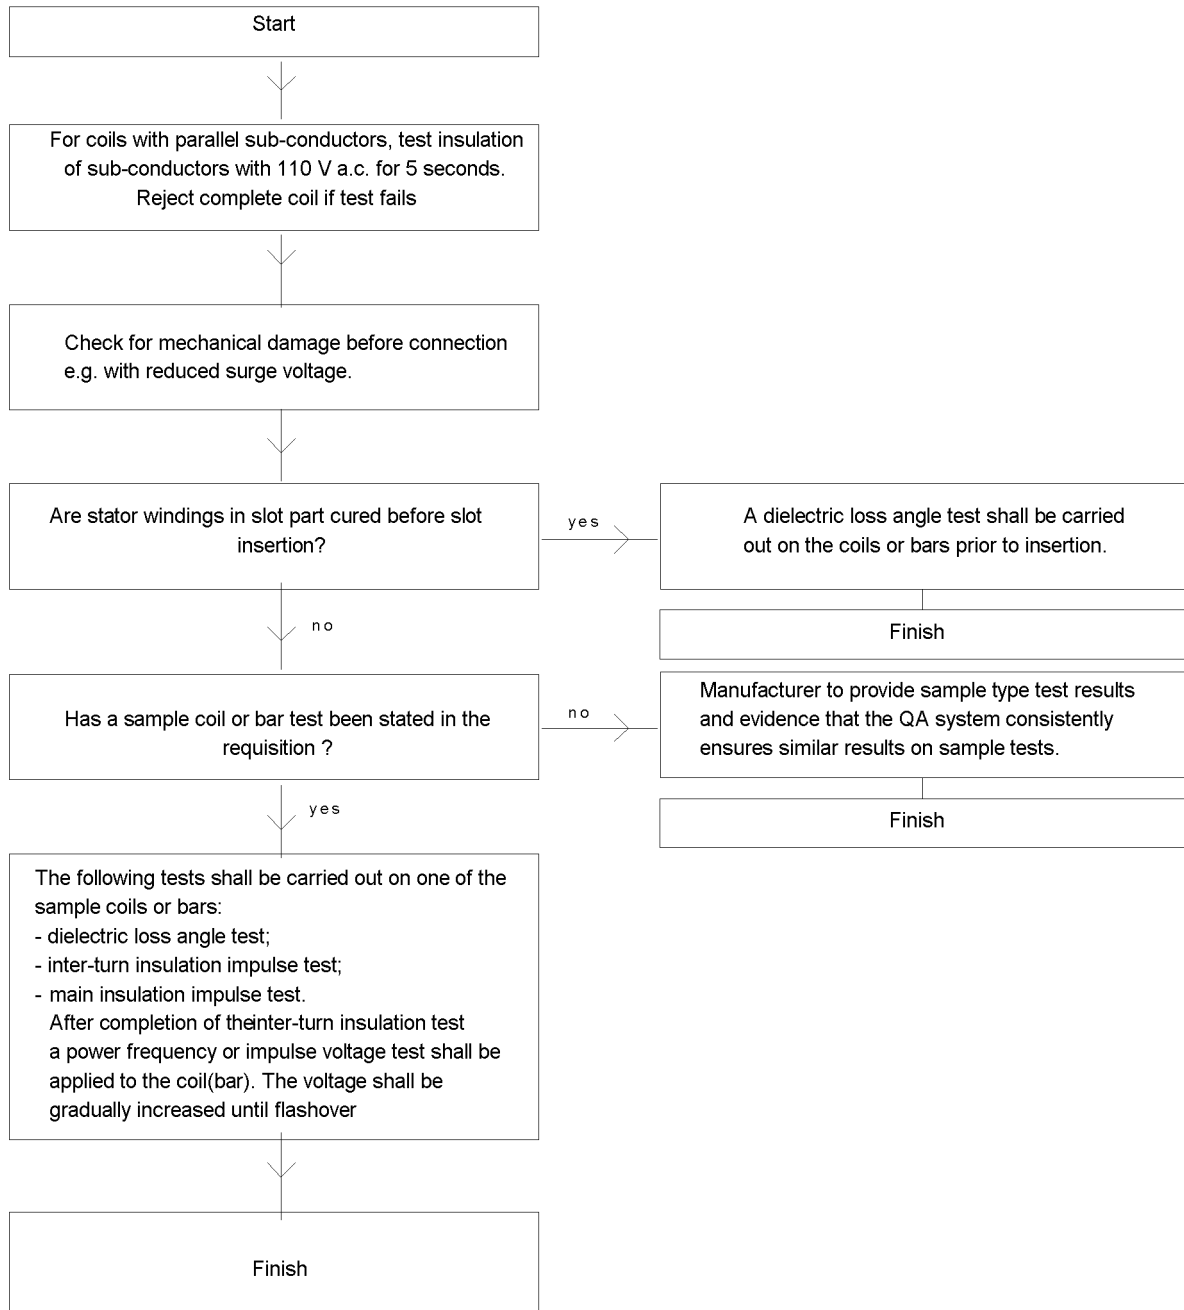 Start
For coils with parallel sub-conductors, test insulation
of sub-conductors with 110 V a.c. for 5 seconds.
Reject complete coil if test fails
Check for mechanical damage before connection
e.g. with reduced surge voltage.
Are stator windings in slot part cured before slot
insertion?
yes
A dielectric loss angle test shall be carried
out on the coils or bars prior to insertion.
Finish
no
Has a sample coil or bar test been stated in the
requisition ?
no
Manufacturer to provide sample type test results
and evidence that the QA system consistently
ensures similar results on sample tests.
Finish
yes
The following tests shall be carried out on one of the
sample coils or bars:
- dielectric loss angle test;
- inter-turn insulation impulse test;
- main insulation impulse test.
After completion of the inter-turn insulation test
a power frequency or impulse voltage test shall be
applied to the coil(bar). The voltage shall be
gradually increased until flashover
Finish